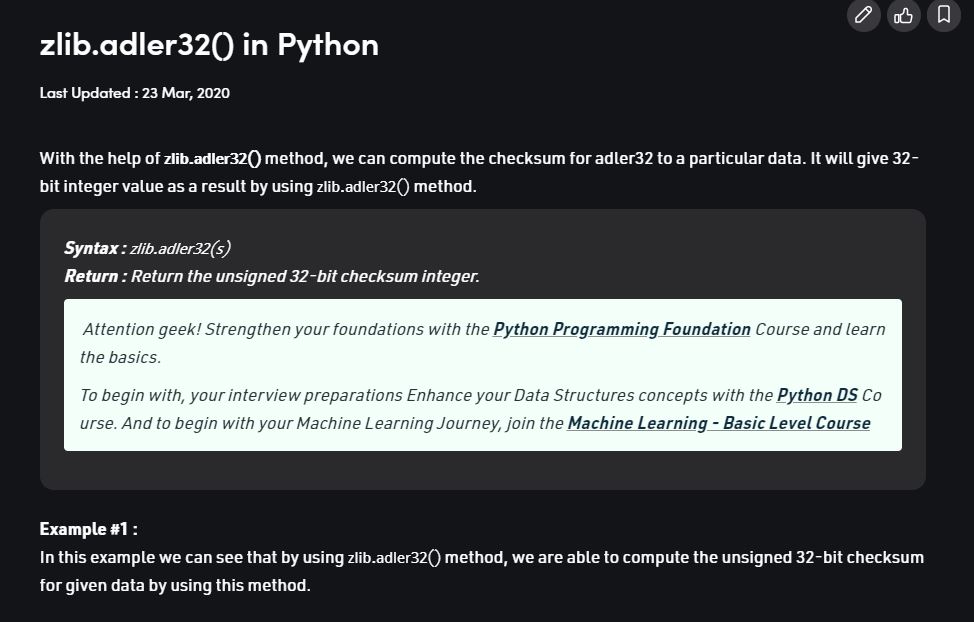 zlib.adler32() in Python
Last Updated : 23 Mar, 2020
With the help of zlib.adler32() method, we can compute the checksum for adler32 to a particular data. It will give 32-
bit integer value as a result by using zlib.adler32() method.
Syntax : zlib.adler32(s)
Return : Return the unsigned 32-bit checksum integer.
Attention geek! Strengthen your foundations with the Python Programming Foundation Course and learn
the basics.
To begin with, your interview preparations Enhance your Data Structures concepts with the Python DS Co
urse. And to begin with your Machine Learning Journey, join the Machine Learning - Basic Level Course
Example #1 :
In this example we can see that by using zlib.adler32() method, we are able to compute the unsigned 32-bit checksum
for given data by using this method.